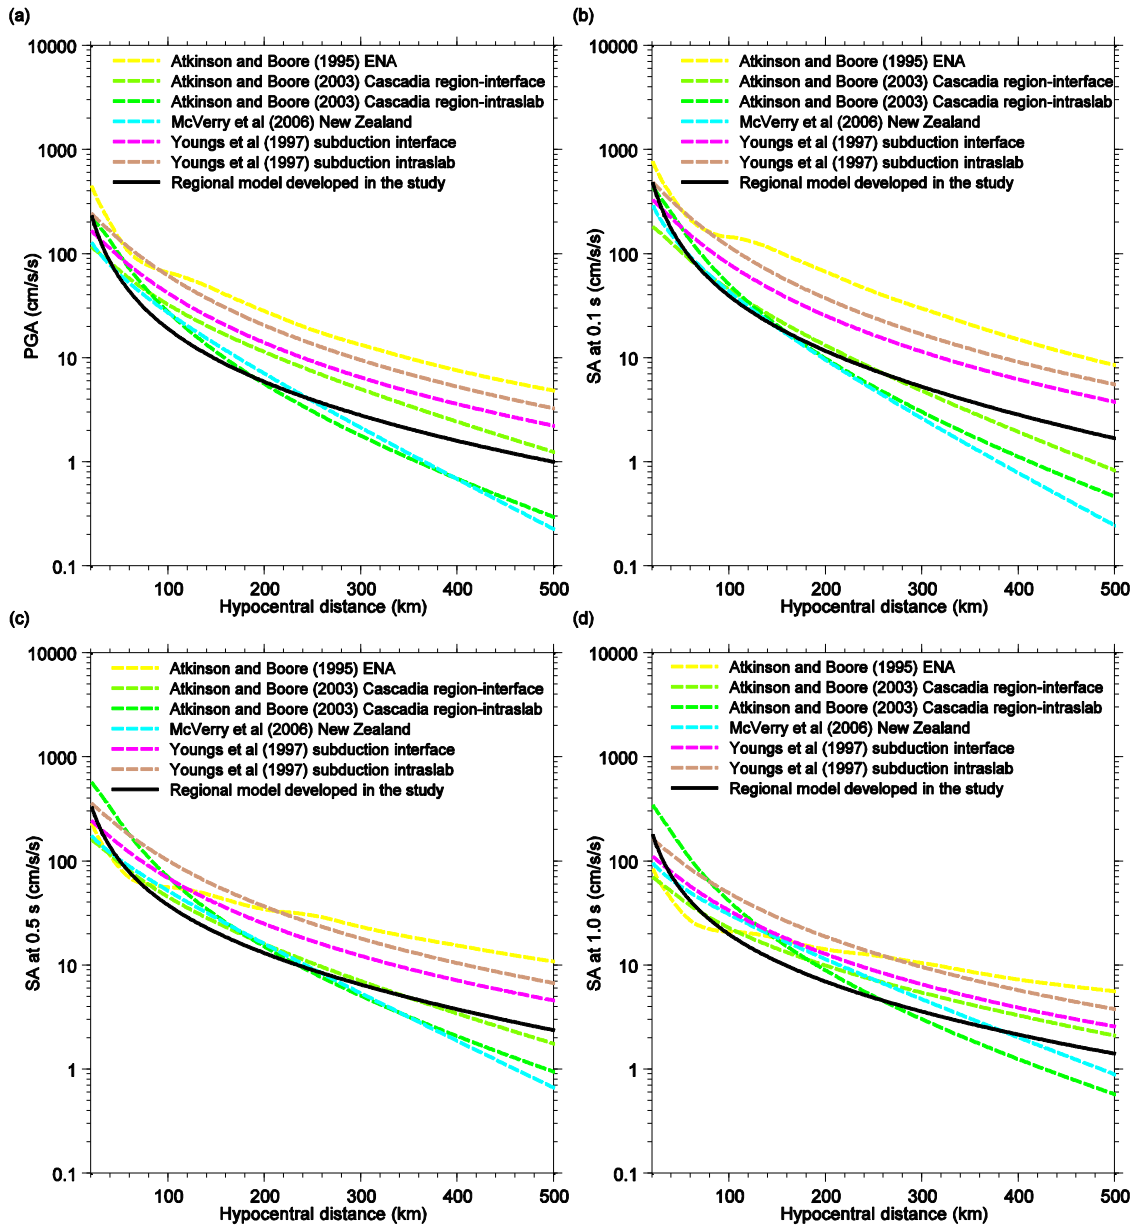 (a)
10000
1000
100
10
1
0.1
PGA (cm/s/s)
Atkinson and Boore (1995) ENA
Atkinson and Boore (2003) Cascadia region-interface
Atkinson and Boore (2003) Cascadia region-intraslab
McVerry et al (2006) New Zealand
Youngs et al (1997) subduction interface
Youngs et al (1997) subduction intraslab
Regional model developed in the study
100 200 300 400 500
Hypocentral distance (km)
(b)
10000
1000
100
10
1
0.1
SA at 0.1 s (cm/s/s)
Atkinson and Boore (1995) ENA
Atkinson and Boore (2003) Cascadia region-interface
Atkinson and Boore (2003) Cascadia region-intraslab
McVerry et al (2006) New Zealand
Youngs et al (1997) subduction interface
Youngs et al (1997) subduction intraslab
Regional model developed in the study
100 200 300 400 500
Hypocentral distance (km)
(c)
10000
1000
100
10
1
0.1
SA at 0.5 s (cm/s/s)
Atkinson and Boore (1995) ENA
Atkinson and Boore (2003) Cascadia region-interface
Atkinson and Boore (2003) Cascadia region-intraslab
McVerry et al (2006) New Zealand
Youngs et al (1997) subduction interface
Youngs et al (1997) subduction intraslab
Regional model developed in the study
100 200 300 400 500
Hypocentral distance (km)
(d)
10000
1000
100
10
1
0.1
SA at 1.0 s (cm/s/s)
Atkinson and Boore (1995) ENA
Atkinson and Boore (2003) Cascadia region-interface
Atkinson and Boore (2003) Cascadia region-intraslab
McVerry et al (2006) New Zealand
Youngs et al (1997) subduction interface
Youngs et al (1997) subduction intraslab
Regional model developed in the study
100 200 300 400 500
Hypocentral distance (km)